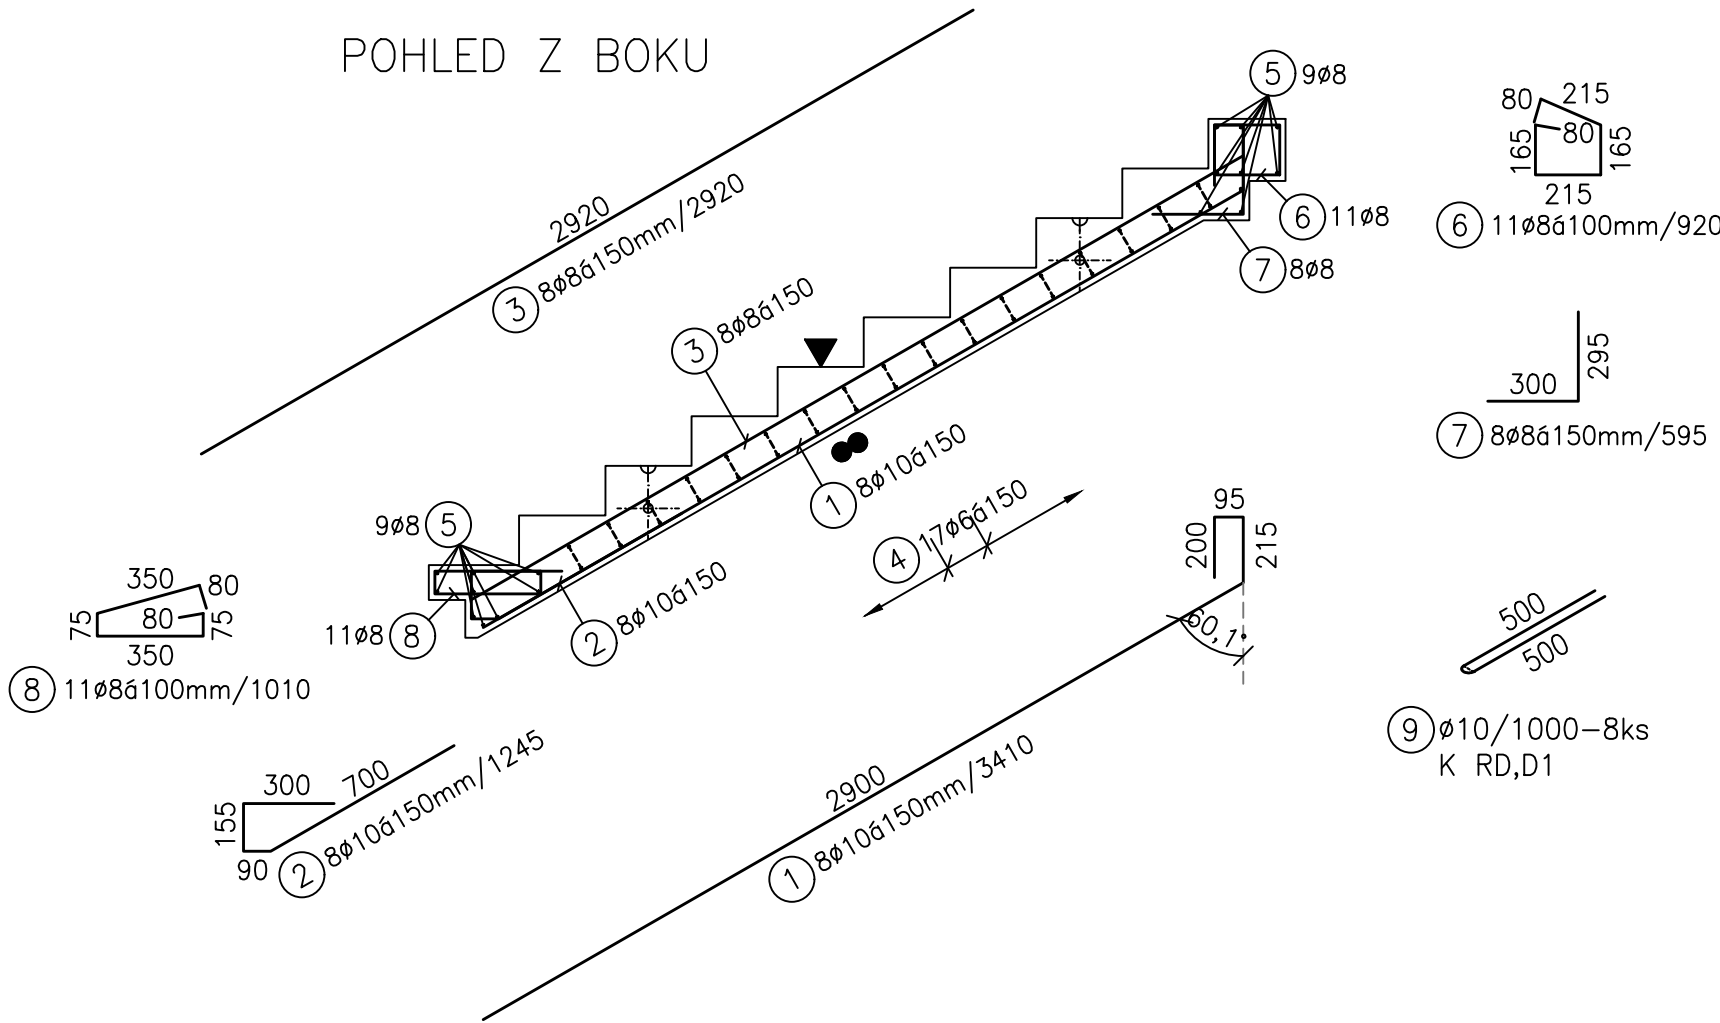 POHLED Z BOKU
2920
3 8ø8á150mm/2920
5 9ø8
6 11ø8
7 8ø8
3 8ø8á150
1 8ø10á150
4 17ø6á150
9ø8 5
11ø8 8
2 8ø10á150
80
215
165
80
165
215
6 11ø8á100mm/920
300
295
7 8ø8á150mm/595
350
80
75
80
75
350
8 11ø8á100mm/1010
300
700
155
90
2 8ø10á150mm/1245
95
200
215
60,1°
2900
1 8ø10á150mm/3410
500
500
9 ø10/1000-8ks
K RD,D1